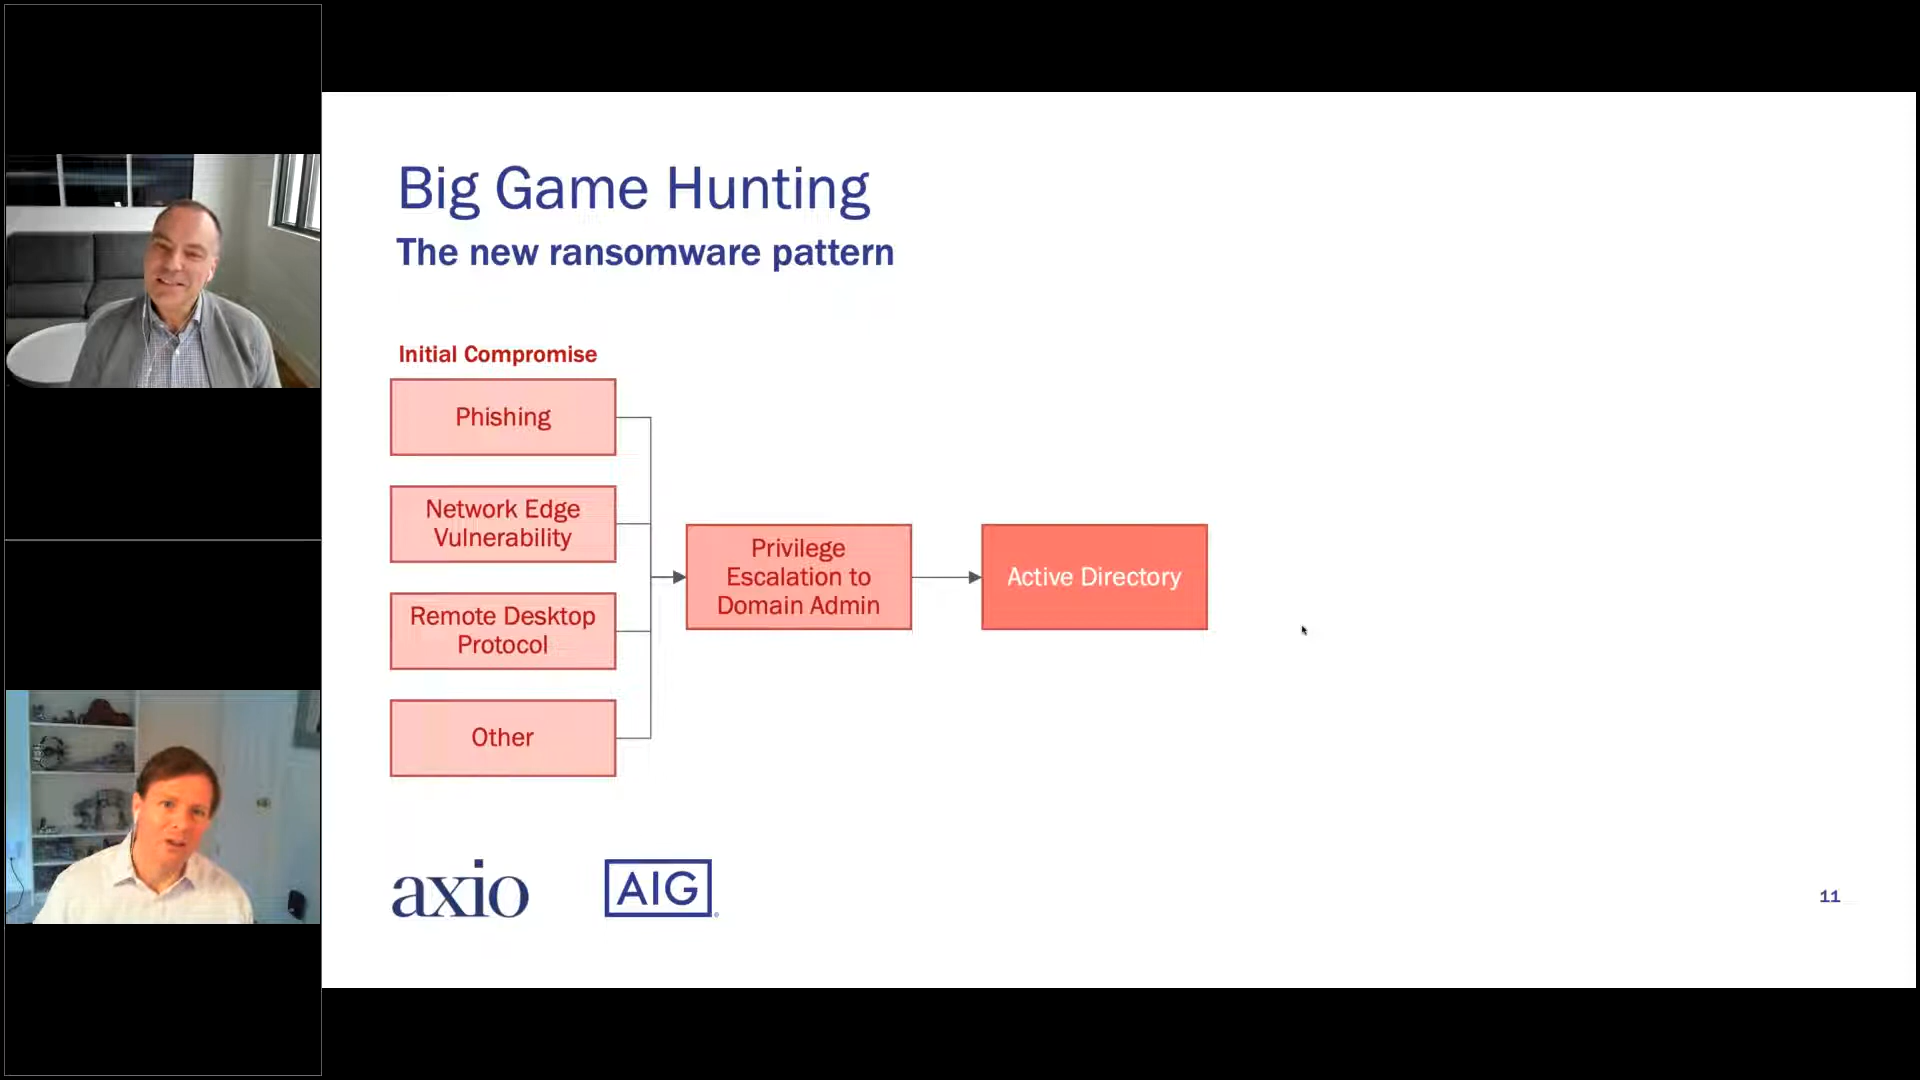 Big Game Hunting
The new ransomware pattern
Initial Compromise
Phishing
Network Edge
Vulnerability
Remote Desktop
Protocol
Other
Privilege
Escalation to
Domain Admin
Active Directory
axio
AIG
11